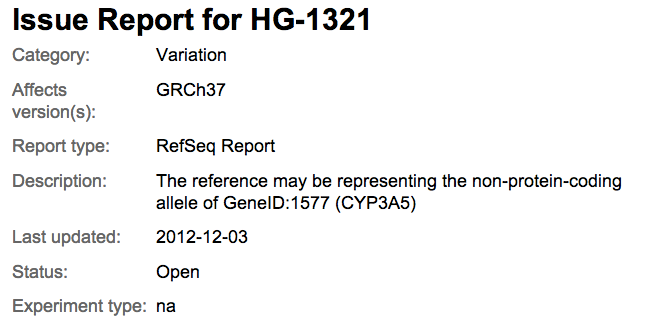 Issue Report for HG-1321
Category: Variation
Affects version(s): GRCh37
Report type: RefSeq Report
Description: The reference may be representing the non-protein-coding
allele of GeneID:1577 (CYP3A5)
Last updated: 2012-12-03
Status: Open
Experiment type: na